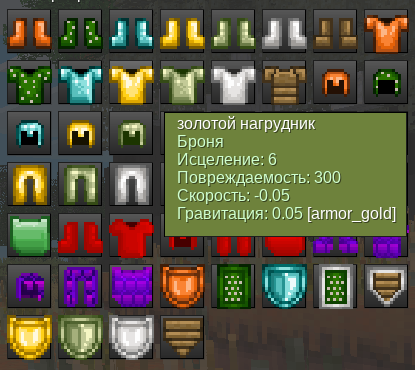 золотой нагрудник
Броня
Исцеление: 6
Повреждаемость: 300
Скорость: -0.05
Гравитация: 0.05 [armor_gold]